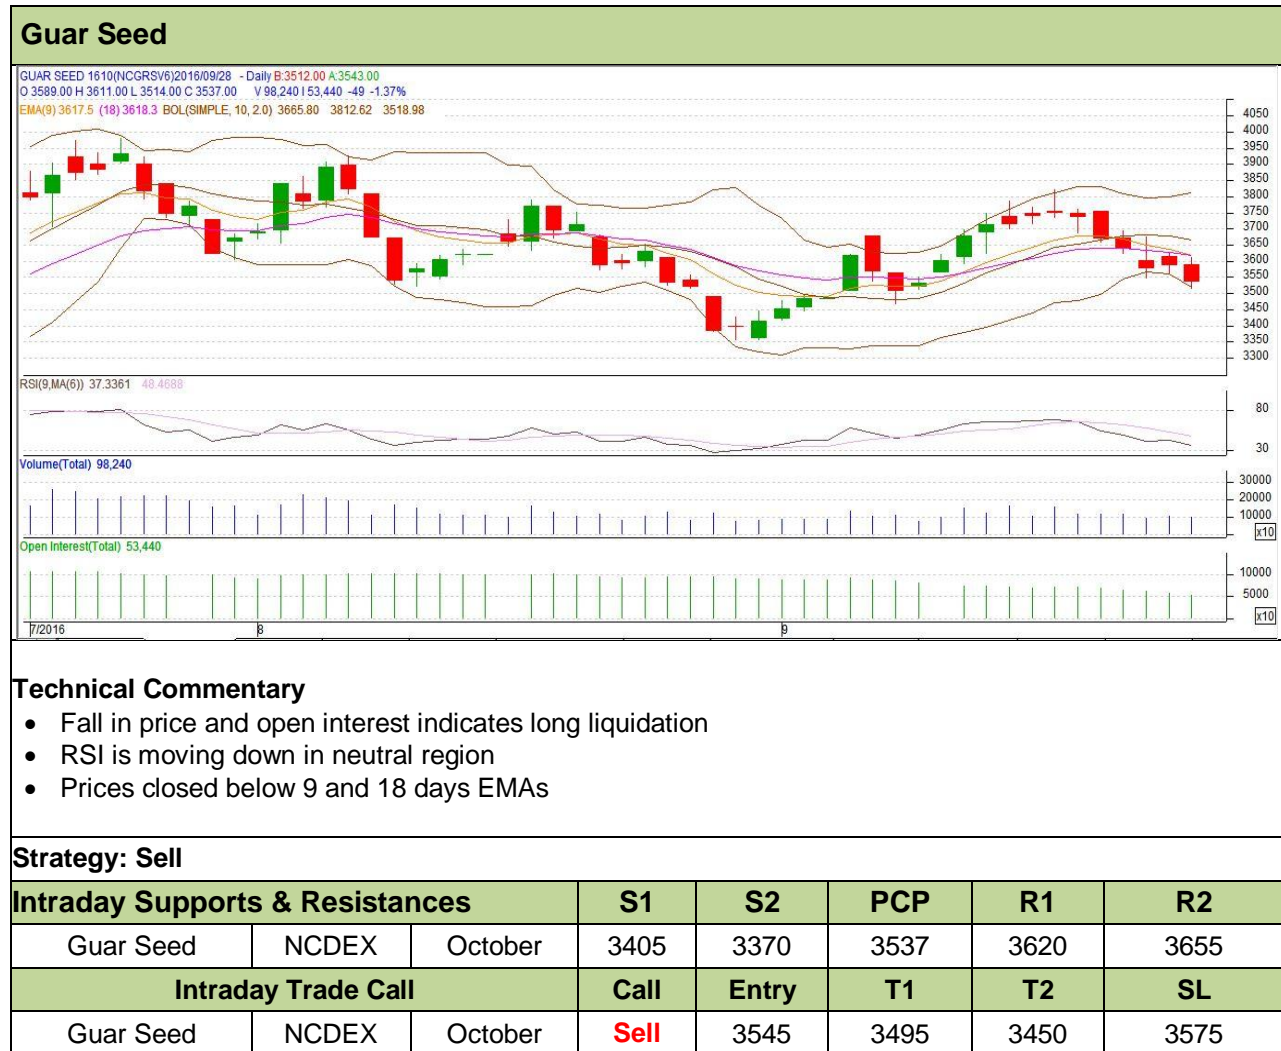 Guar Seed
GUAR SEED 1610(NCGRSV6)2016/09/28 - Daily B:3512.00 A:3543.00
O 3589.00 H 3611.00 L 3514.00 C 3537.00 V 98,240 I 53,440 -49 -1.37%
EMA(9) 3617.5 (18) 3618.3 BOL(SIMPLE, 10, 2.0) 3665.80 3812.62 3518.98
4050
4000
3950
3900
3850
3800
3750
3700
3650
3600
3550
3500
3450
3400
3350
3300
RSI(9,MA(6)) 37.3361 48.4688
80
30
Volume(Total) 98,240
30000
20000
10000
x10
Open Interest(Total) 53,440
10000
5000
x10
7/2016 8 9
Technical Commentary
• Fall in price and open interest indicates long liquidation
• RSI is moving down in neutral region
• Prices closed below 9 and 18 days EMAs
Strategy: Sell
Intraday Supports & Resistances S1 S2 PCP R1 R2
Guar Seed NCDEX October 3405 3370 3537 3620 3655
Intraday Trade Call Call Entry T1 T2 SL
Guar Seed NCDEX October Sell 3545 3495 3450 3575